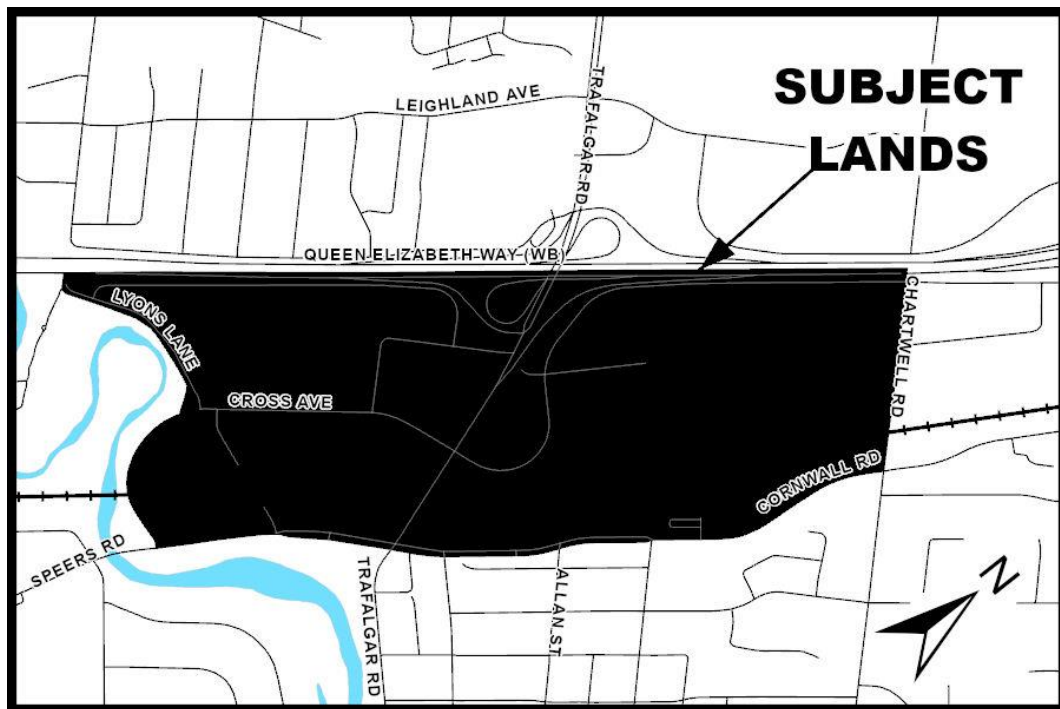 TRAFALGAR RD
LEIGHLAND AVE
SUBJECT
LANDS
QUEEN ELIZABETH WAY (WB)
LYONS LANE
CHARTWELL RD
CROSS AVE
CORNWALL RD
SPEERS RD
TRAFALGAR RD
ALLAN ST
N